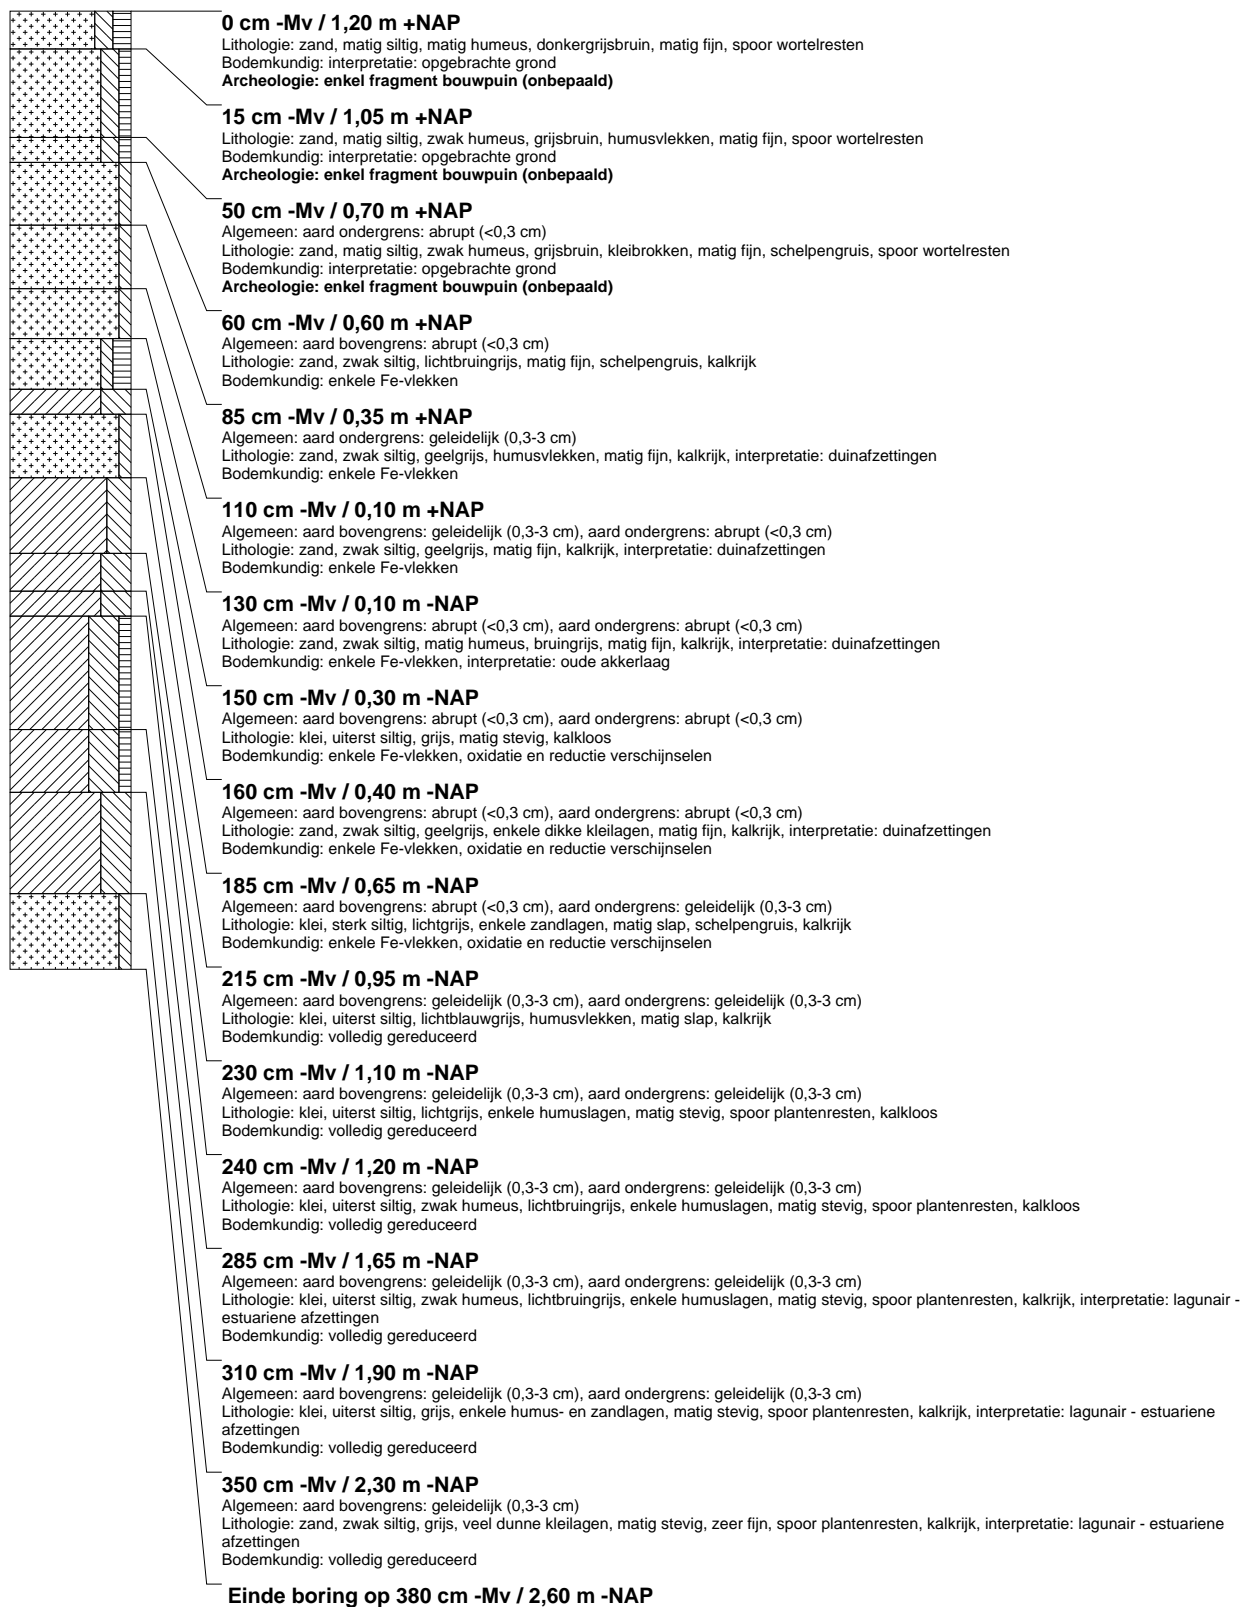 0 cm -Mv / 1,20 m +NAP
Lithologie: zand, matig siltig, matig humeus, donkergrijsbruin, matig fijn, spoor wortelresten
Bodemkundig: interpretatie: opgebrachte grond
Archeologie: enkel fragment bouwpuin (onbepaald)
15 cm -Mv / 1,05 m +NAP
Lithologie: zand, matig siltig, zwak humeus, grijsbruin, humusvlekken, matig fijn, spoor wortelresten
Bodemkundig: interpretatie: opgebrachte grond
Archeologie: enkel fragment bouwpuin (onbepaald)
50 cm -Mv / 0,70 m +NAP
Algemeen: aard ondergrens: abrupt (<0,3 cm)
Lithologie: zand, matig siltig, zwak humeus, grijsbruin, kleibrokken, matig fijn, schelpengruis, spoor wortelresten
Bodemkundig: interpretatie: opgebrachte grond
Archeologie: enkel fragment bouwpuin (onbepaald)
60 cm -Mv / 0,60 m +NAP
Algemeen: aard bovengrens: abrupt (<0,3 cm)
Lithologie: zand, zwak siltig, lichtbruingrijs, matig fijn, schelpengruis, kalkrijk
Bodemkundig: enkele Fe-vlekken
85 cm -Mv / 0,35 m +NAP
Algemeen: aard ondergrens: geleidelijk (0,3-3 cm)
Lithologie: zand, zwak siltig, geelgrijs, humusvlekken, matig fijn, kalkrijk, interpretatie: duinafzettingen
Bodemkundig: enkele Fe-vlekken
110 cm -Mv / 0,10 m +NAP
Algemeen: aard bovengrens: geleidelijk (0,3-3 cm), aard ondergrens: abrupt (<0,3 cm)
Lithologie: zand, zwak siltig, geelgrijs, matig fijn, kalkrijk, interpretatie: duinafzettingen
Bodemkundig: enkele Fe-vlekken
130 cm -Mv / 0,10 m -NAP
Algemeen: aard bovengrens: abrupt (<0,3 cm), aard ondergrens: abrupt (<0,3 cm)
Lithologie: zand, zwak siltig, matig humeus, bruingrijs, matig fijn, kalkrijk, interpretatie: duinafzettingen
Bodemkundig: enkele Fe-vlekken, interpretatie: oude akkerlaag
150 cm -Mv / 0,30 m -NAP
Algemeen: aard bovengrens: abrupt (<0,3 cm), aard ondergrens: abrupt (<0,3 cm)
Lithologie: klei, uiterst siltig, grijs, matig stevig, kalkloos
Bodemkundig: enkele Fe-vlekken, oxidatie en reductie verschijnselen
160 cm -Mv / 0,40 m -NAP
Algemeen: aard bovengrens: abrupt (<0,3 cm), aard ondergrens: abrupt (<0,3 cm)
Lithologie: zand, zwak siltig, geelgrijs, enkele dikke kleilagen, matig fijn, kalkrijk, interpretatie: duinafzettingen
Bodemkundig: enkele Fe-vlekken, oxidatie en reductie verschijnselen
185 cm -Mv / 0,65 m -NAP
Algemeen: aard bovengrens: abrupt (<0,3 cm), aard ondergrens: geleidelijk (0,3-3 cm)
Lithologie: klei, sterk siltig, lichtgrijs, enkele zandlagen, matig slap, schelpengruis, kalkrijk
Bodemkundig: enkele Fe-vlekken, oxidatie en reductie verschijnselen
215 cm -Mv / 0,95 m -NAP
Algemeen: aard bovengrens: geleidelijk (0,3-3 cm), aard ondergrens: geleidelijk (0,3-3 cm)
Lithologie: klei, uiterst siltig, lichtblauwgrijs, humusvlekken, matig slap, kalkrijk
Bodemkundig: volledig gereduceerd
230 cm -Mv / 1,10 m -NAP
Algemeen: aard bovengrens: geleidelijk (0,3-3 cm), aard ondergrens: geleidelijk (0,3-3 cm)
Lithologie: klei, uiterst siltig, lichtgrijs, enkele humuslagen, matig stevig, spoor plantenresten, kalkloos
Bodemkundig: volledig gereduceerd
240 cm -Mv / 1,20 m -NAP
Algemeen: aard bovengrens: geleidelijk (0,3-3 cm), aard ondergrens: geleidelijk (0,3-3 cm)
Lithologie: klei, uiterst siltig, zwak humeus, lichtbruingrijs, enkele humuslagen, matig stevig, spoor plantenresten, kalkloos
Bodemkundig: volledig gereduceerd
285 cm -Mv / 1,65 m -NAP
Algemeen: aard bovengrens: geleidelijk (0,3-3 cm), aard ondergrens: geleidelijk (0,3-3 cm)
Lithologie: klei, uiterst siltig, zwak humeus, lichtbruingrijs, enkele humuslagen, matig stevig, spoor plantenresten, kalkrijk, interpretatie: lagunair -
estuariene afzettingen
Bodemkundig: volledig gereduceerd
310 cm -Mv / 1,90 m -NAP
Algemeen: aard bovengrens: geleidelijk (0,3-3 cm), aard ondergrens: geleidelijk (0,3-3 cm)
Lithologie: klei, uiterst siltig, grijs, enkele humus- en zandlagen, matig stevig, spoor plantenresten, kalkrijk, interpretatie: lagunair - estuariene
afzettingen
Bodemkundig: volledig gereduceerd
350 cm -Mv / 2,30 m -NAP
Algemeen: aard bovengrens: geleidelijk (0,3-3 cm)
Lithologie: zand, zwak siltig, grijs, veel dunne kleilagen, matig stevig, zeer fijn, spoor plantenresten, kalkrijk, interpretatie: lagunair - estuariene
afzettingen
Bodemkundig: volledig gereduceerd
Einde boring op 380 cm -Mv / 2,60 m -NAP